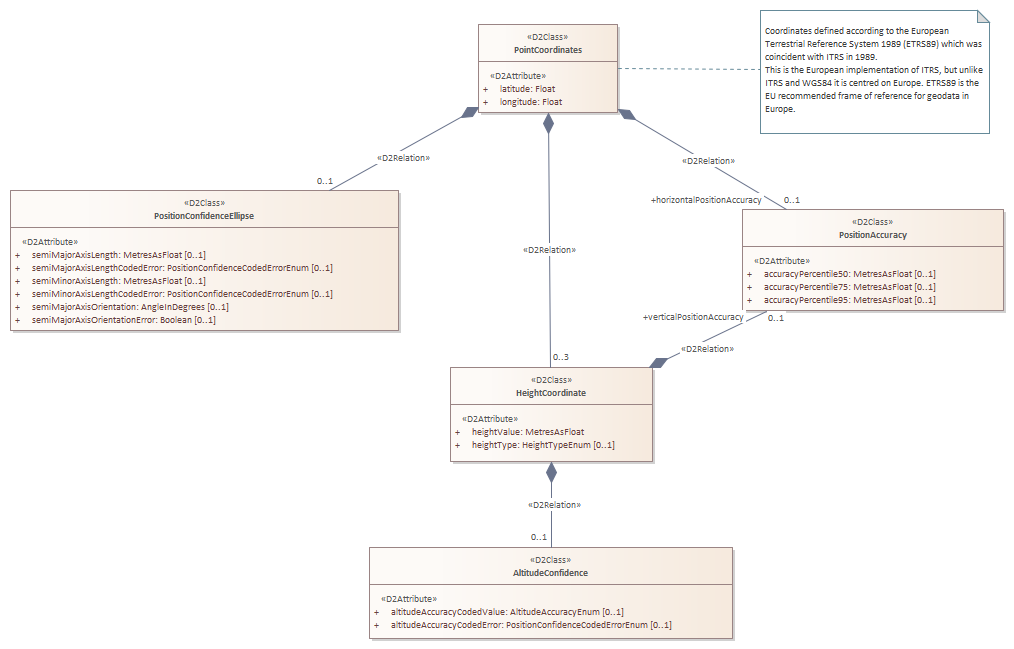 «D2Class»
PointCoordinates
«D2Attribute»
+ latitude: Float
+ longitude: Float
Coordinates defined according to the European
Terrestrial Reference System 1989 (ETRS89) which was
coincident with ITRS in 1989.
This is the European implementation of ITRS, but unlike
ITRS and WGS84 it is centred on Europe. ETRS89 is the
EU recommended frame of reference for geodata in
Europe.
«D2Relation»
0..1
«D2Relation»
+horizontalPositionAccuracy
0..1
«D2Class»
PositionConfidenceEllipse
«D2Attribute»
+ semiMajorAxisLength: MetresAsFloat [0..1]
+ semiMajorAxisLengthCodedError: PositionConfidenceCodedErrorEnum [0..1]
+ semiMinorAxisLength: MetresAsFloat [0..1]
+ semiMinorAxisLengthCodedError: PositionConfidenceCodedErrorEnum [0..1]
+ semiMajorAxisOrientation: AngleInDegrees [0..1]
+ semiMajorAxisOrientationError: Boolean [0..1]
«D2Relation»
0..3
«D2Class»
PositionAccuracy
«D2Attribute»
+ accuracyPercentile50: MetresAsFloat [0..1]
+ accuracyPercentile75: MetresAsFloat [0..1]
+ accuracyPercentile95: MetresAsFloat [0..1]
+verticalPositionAccuracy
0..1
«D2Relation»
«D2Class»
HeightCoordinate
«D2Attribute»
+ heightValue: MetresAsFloat
+ heightType: HeightTypeEnum [0..1]
«D2Relation»
0..1
«D2Class»
AltitudeConfidence
«D2Attribute»
+ altitudeAccuracyCodedValue: AltitudeAccuracyEnum [0..1]
+ altitudeAccuracyCodedError: PositionConfidenceCodedErrorEnum [0..1]